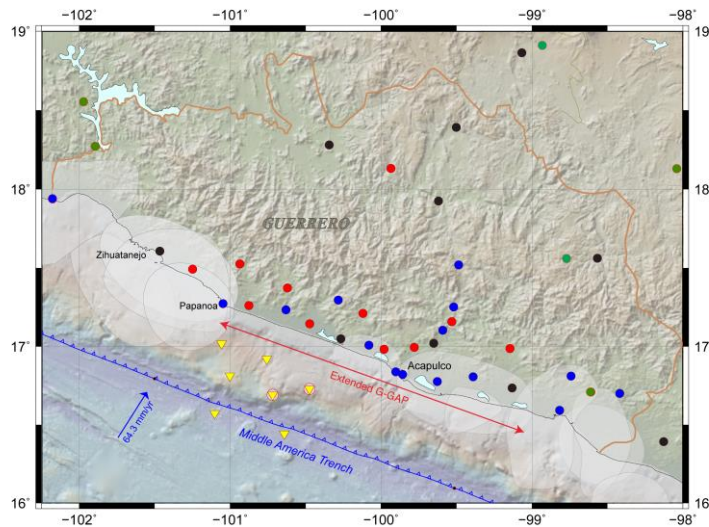 −102° −101° −100° −99° −98°
19° 19°
18° 18°
GUERRERO
Zihuatanejo
Papanoa
17° 17°
Acapulco
Extended G-GAP
64.3 mm/yr
Middle America Trench
16° 16°
−102° −101° −100° −99° −98°